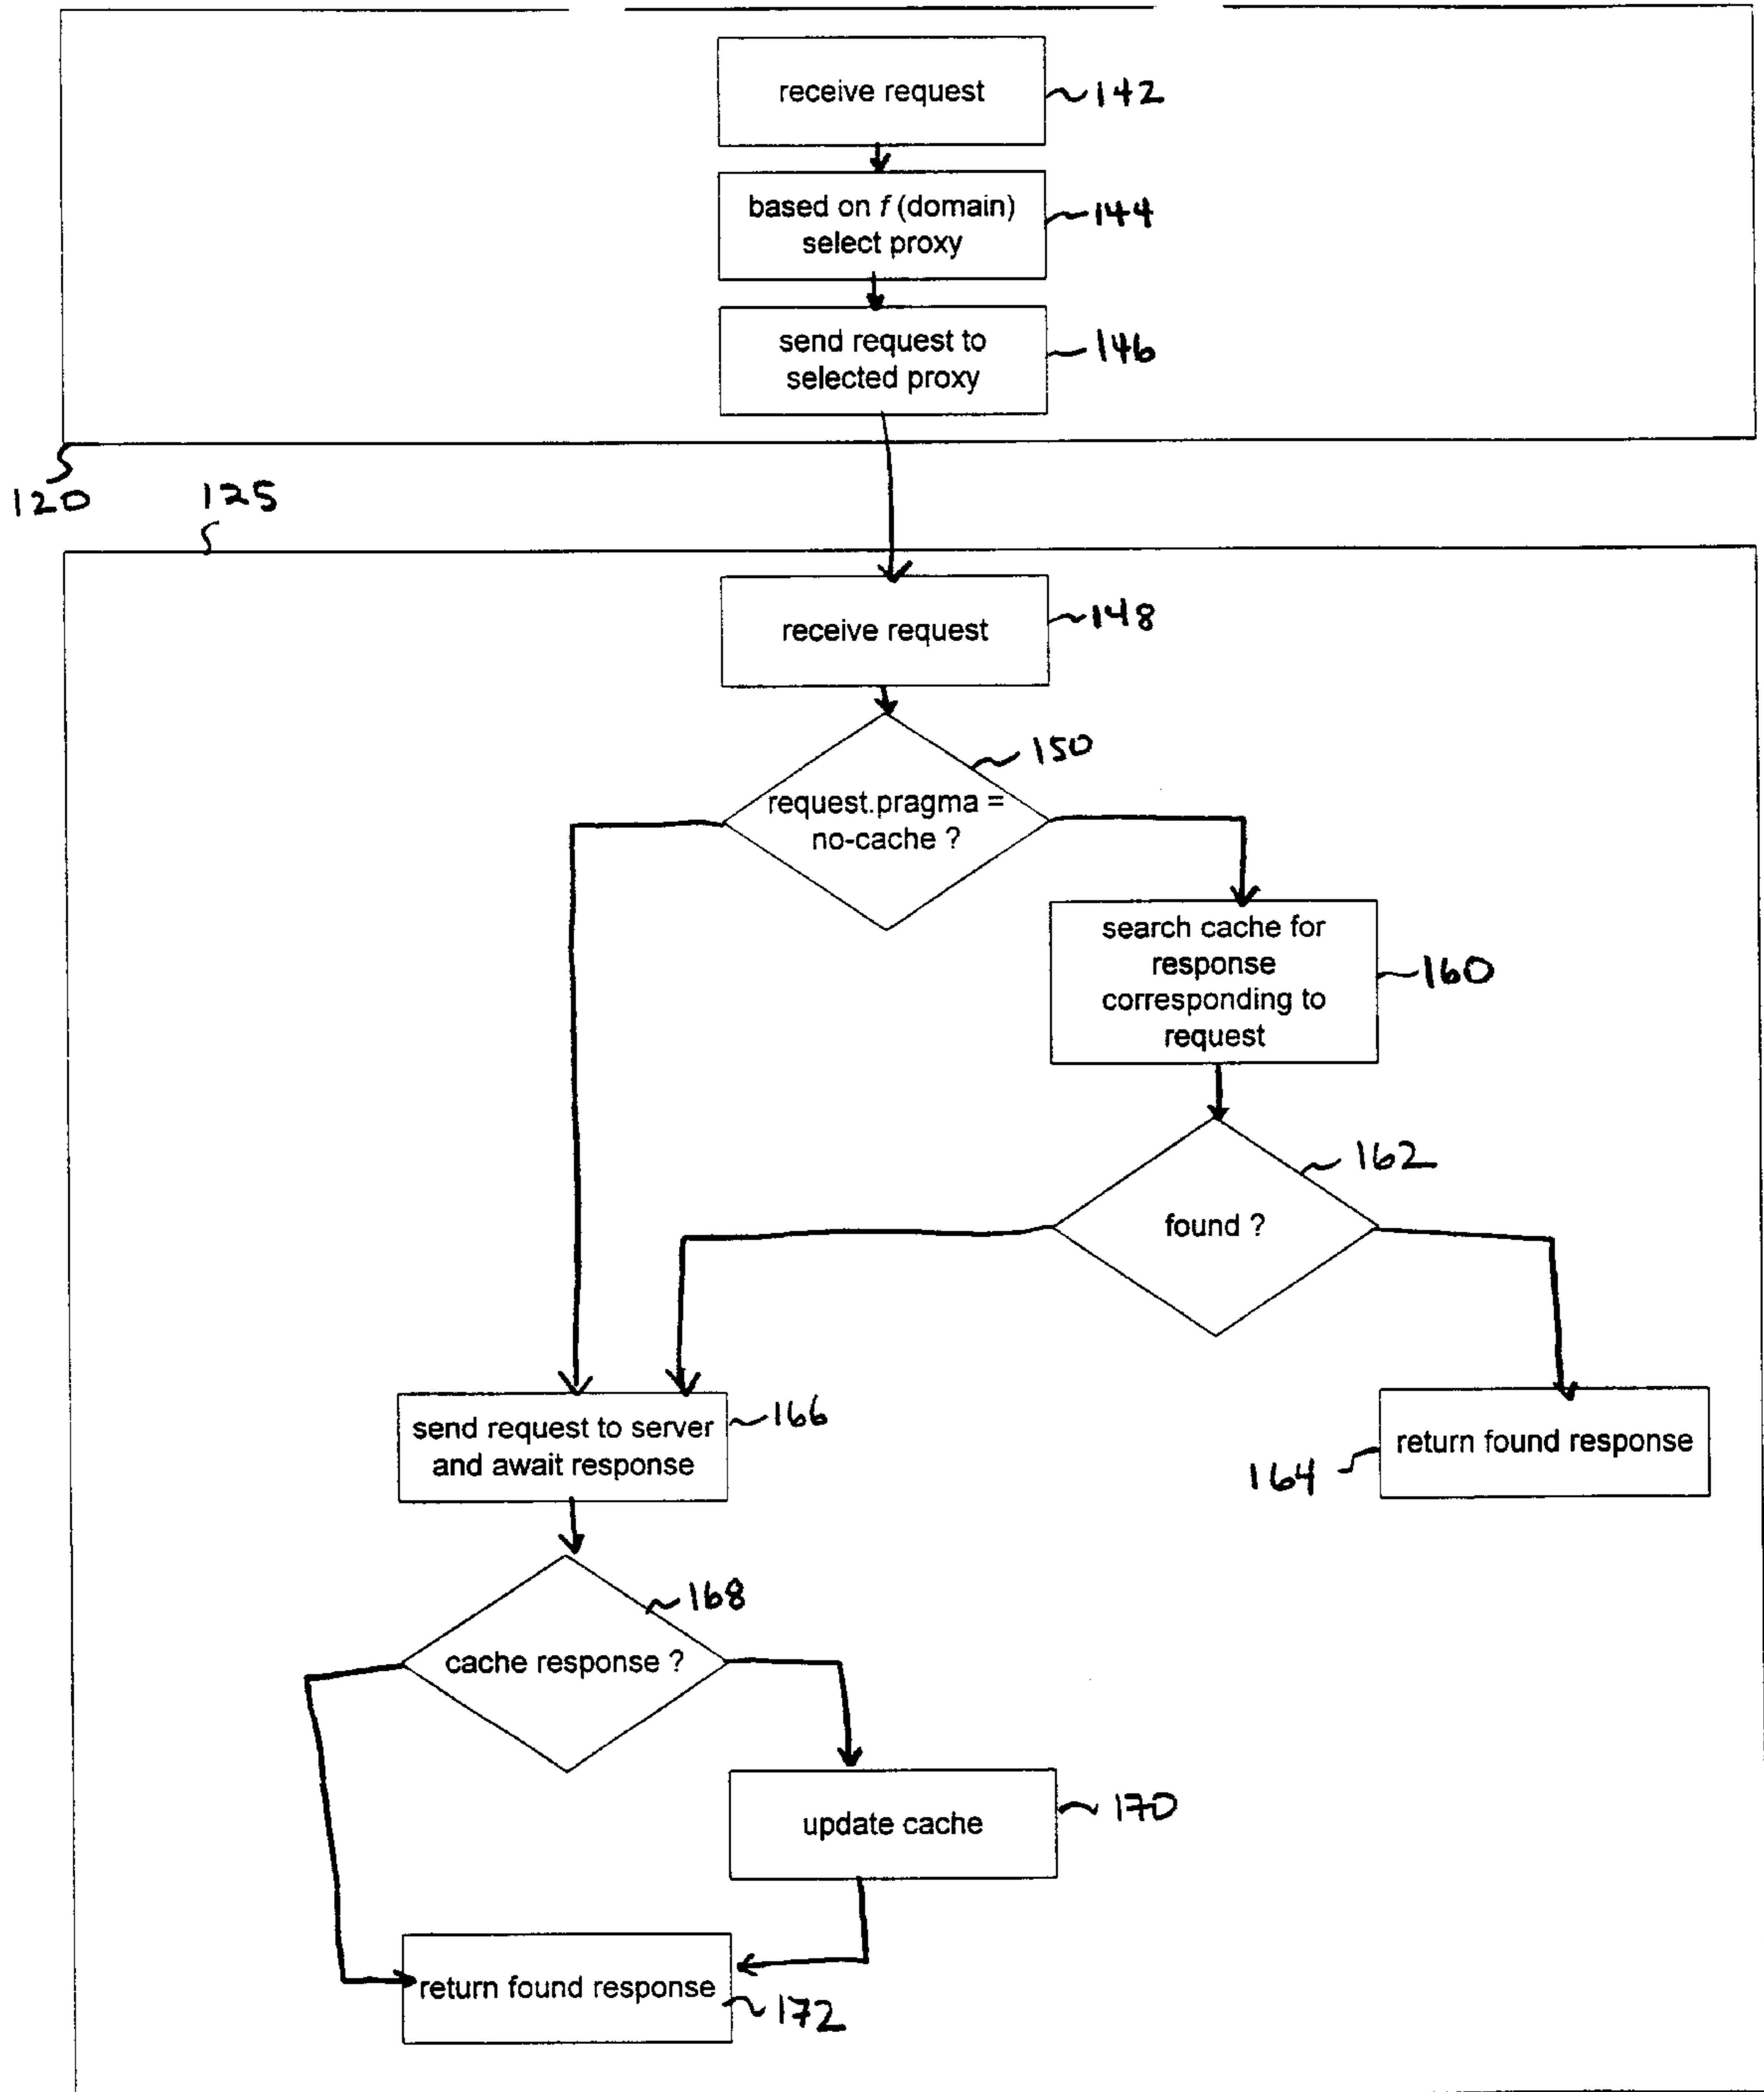 receive request
142
based on f (domain)
select proxy
144
send request to
selected proxy
146
120
125
receive request
148
150
request.pragma =
no-cache ?
search cache for
response
corresponding to
request
160
162
found ?
send request to server
and await response
166
return found response
164
168
cache response ?
update cache
170
return found response
172